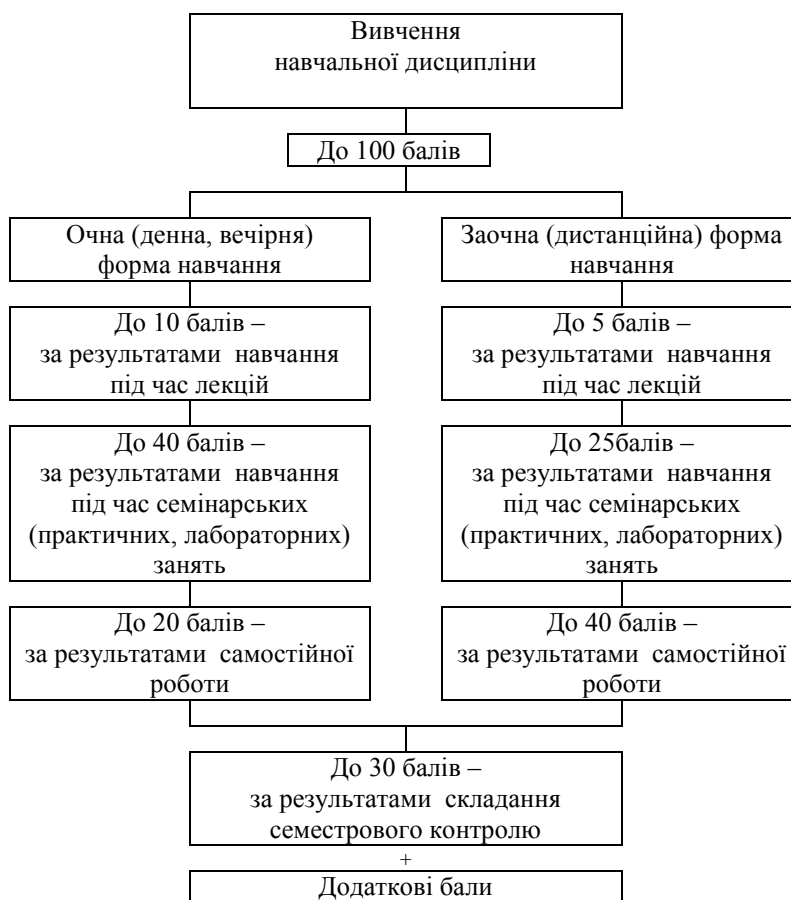 Вивчення
навчальної дисципліни
До 100 балів
Очна (денна, вечірня)
форма навчання
Заочна (дистанційна) форма
навчання
До 10 балів –
за результатами навчання
під час лекцій
До 5 балів –
за результатами навчання
під час лекцій
До 40 балів –
за результатами навчання
під час семінарських
(практичних, лабораторних)
занять
До 25балів –
за результатами навчання
під час семінарських
(практичних, лабораторних)
занять
До 20 балів –
за результатами самостійної
роботи
До 40 балів –
за результатами самостійної
роботи
До 30 балів –
за результатами складання
семестрового контролю
+
Додаткові бали